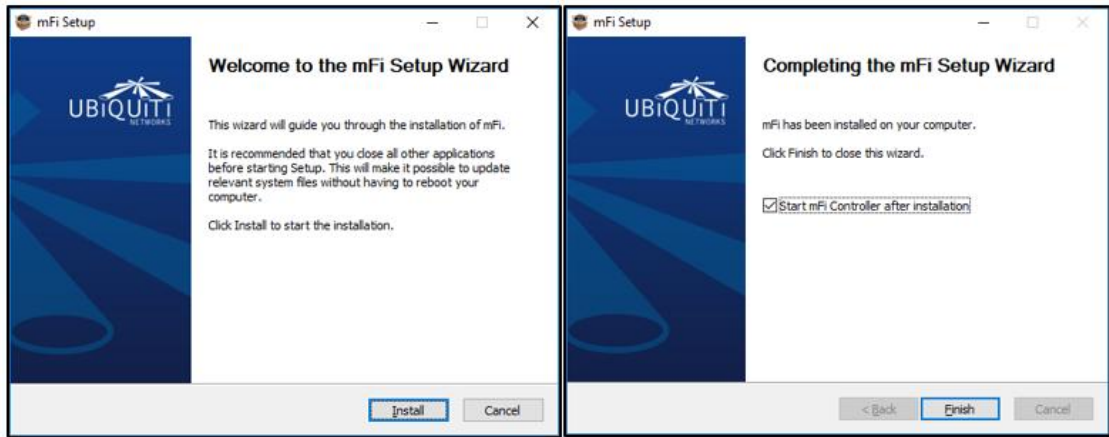 mFi Setup
UBiQUiTi
NETWORKS
Welcome to the mFi Setup Wizard
This wizard will guide you through the installation of mFi.
It is recommended that you close all other applications
before starting Setup. This will make it possible to update
relevant system files without having to reboot your
computer.
Click Install to start the installation.
Install
Cancel
mFi Setup
UBiQUiTi
NETWORKS
Completing the mFi Setup Wizard
mFi has been installed on your computer.
Click Finish to close this wizard.
Start mFi Controller after installation
< Back
Finish
Cancel